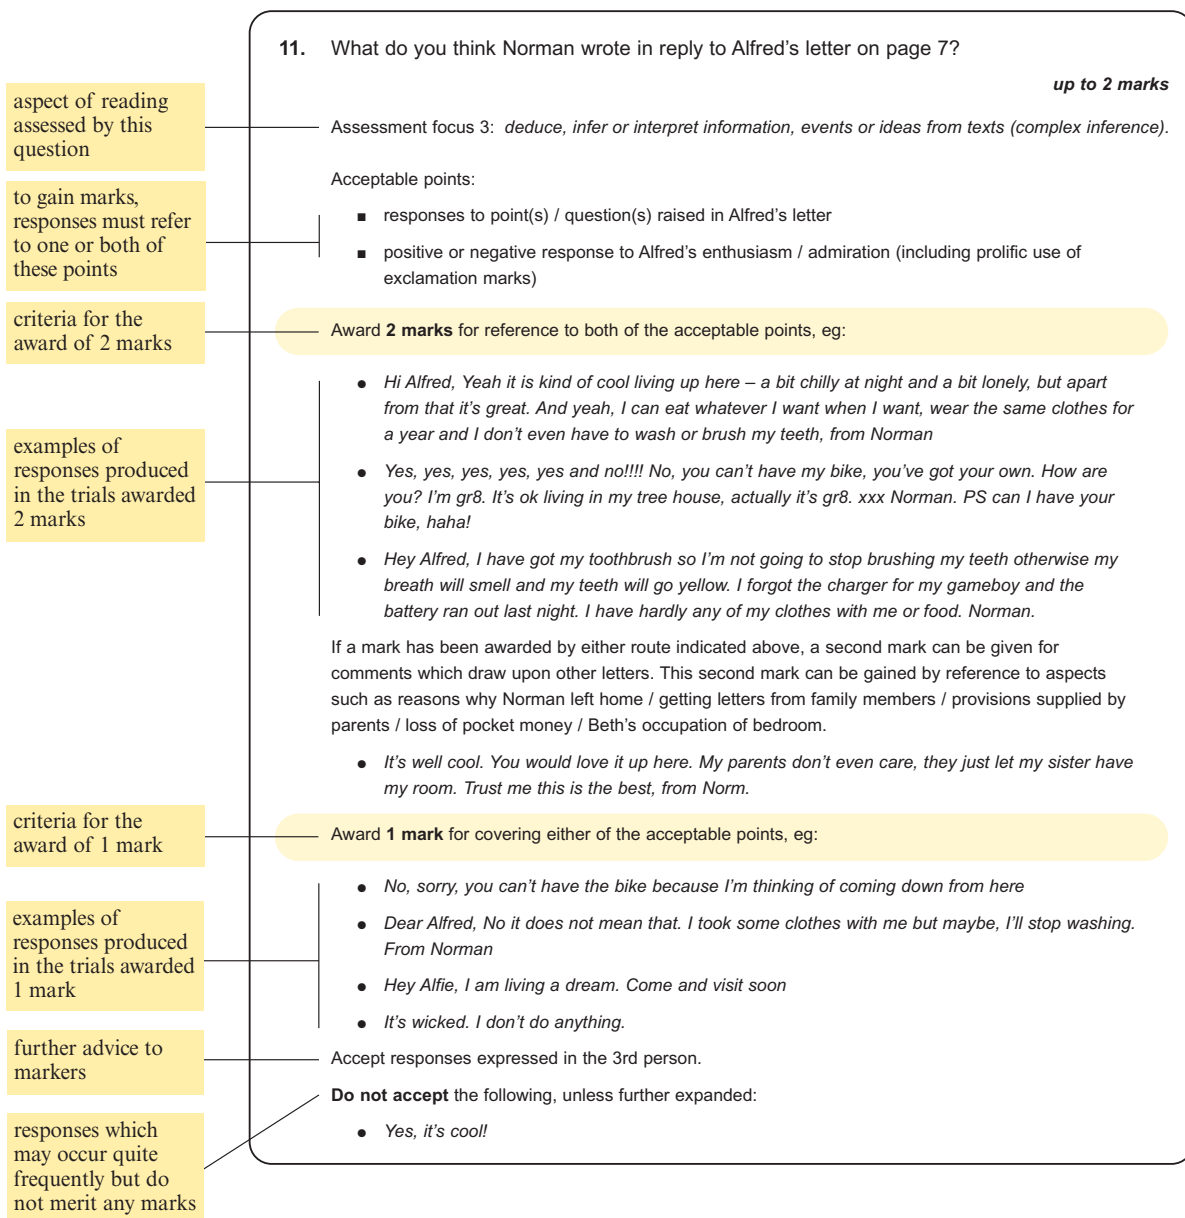 11. What do you think Norman wrote in reply to Alfred's letter on page 7?
up to 2 marks
aspect of reading
assessed by this
question
Assessment focus 3: deduce, infer or interpret information, events or ideas from texts (complex inference).
Acceptable points:
to gain marks,
responses must refer
to one or both of
these points
■ responses to point(s) / question(s) raised in Alfred's letter
■ positive or negative response to Alfred's enthusiasm / admiration (including prolific use of
exclamation marks)
criteria for the
award of 2 marks
Award 2 marks for reference to both of the acceptable points, eg:
● Hi Alfred, Yeah it is kind of cool living up here – a bit chilly at night and a bit lonely, but apart
from that it's great. And yeah, I can eat whatever I want when I want, wear the same clothes for
a year and I don't even have to wash or brush my teeth, from Norman
examples of
responses produced
in the trials awarded
2 marks
● Yes, yes, yes, yes, yes and no!!!! No, you can't have my bike, you've got your own. How are
you? I'm gr8. It's ok living in my tree house, actually it's gr8. xxx Norman. PS can I have your
bike, haha!
● Hey Alfred, I have got my toothbrush so I'm not going to stop brushing my teeth otherwise my
breath will smell and my teeth will go yellow. I forgot the charger for my gameboy and the
battery ran out last night. I have hardly any of my clothes with me or food. Norman.
If a mark has been awarded by either route indicated above, a second mark can be given for
comments which draw upon other letters. This second mark can be gained by reference to aspects
such as reasons why Norman left home / getting letters from family members / provisions supplied by
parents / loss of pocket money / Beth's occupation of bedroom.
● It's well cool. You would love it up here. My parents don't even care, they just let my sister have
my room. Trust me this is the best, from Norm.
criteria for the
award of 1 mark
Award 1 mark for covering either of the acceptable points, eg:
● No, sorry, you can't have the bike because I'm thinking of coming down from here
examples of
responses produced
in the trials awarded
1 mark
● Dear Alfred, No it does not mean that. I took some clothes with me but maybe, I'll stop washing.
From Norman
● Hey Alfie, I am living a dream. Come and visit soon
● It's wicked. I don't do anything.
further advice to
markers
Accept responses expressed in the 3rd person.
Do not accept the following, unless further expanded:
responses which
may occur quite
frequently but do
not merit any marks
● Yes, it's cool!